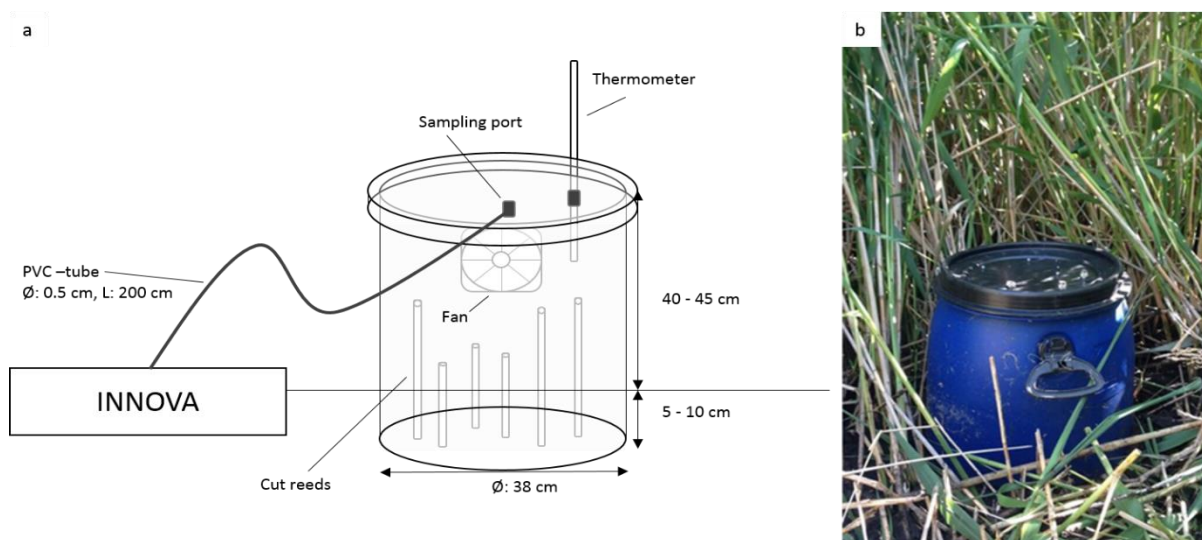 a
b
Thermometer
Sampling port
PVC –tube
Ø: 0.5 cm, L: 200 cm
Fan
40 - 45 cm
INNOVA
5 - 10 cm
Cut reeds
Ø: 38 cm